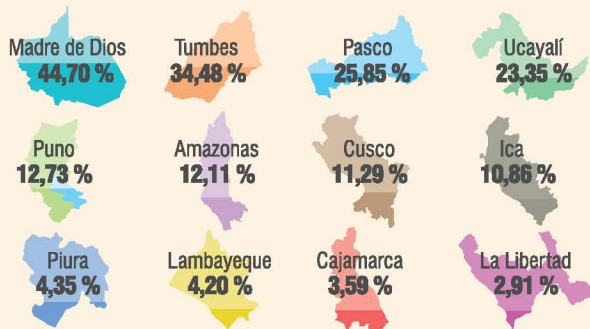 Madre de Dios
44,70 %
Tumbes
34,48 %
Pasco
25,85 %
Ucayalí
23,35 %
Puno
12,73 %
Amazonas
12,11 %
Cusco
11,29 %
Ica
10,86 %
Piura
4,35 %
Lambayeque
4,20 %
Cajamarca
3,59 %
La Libertad
2,91 %